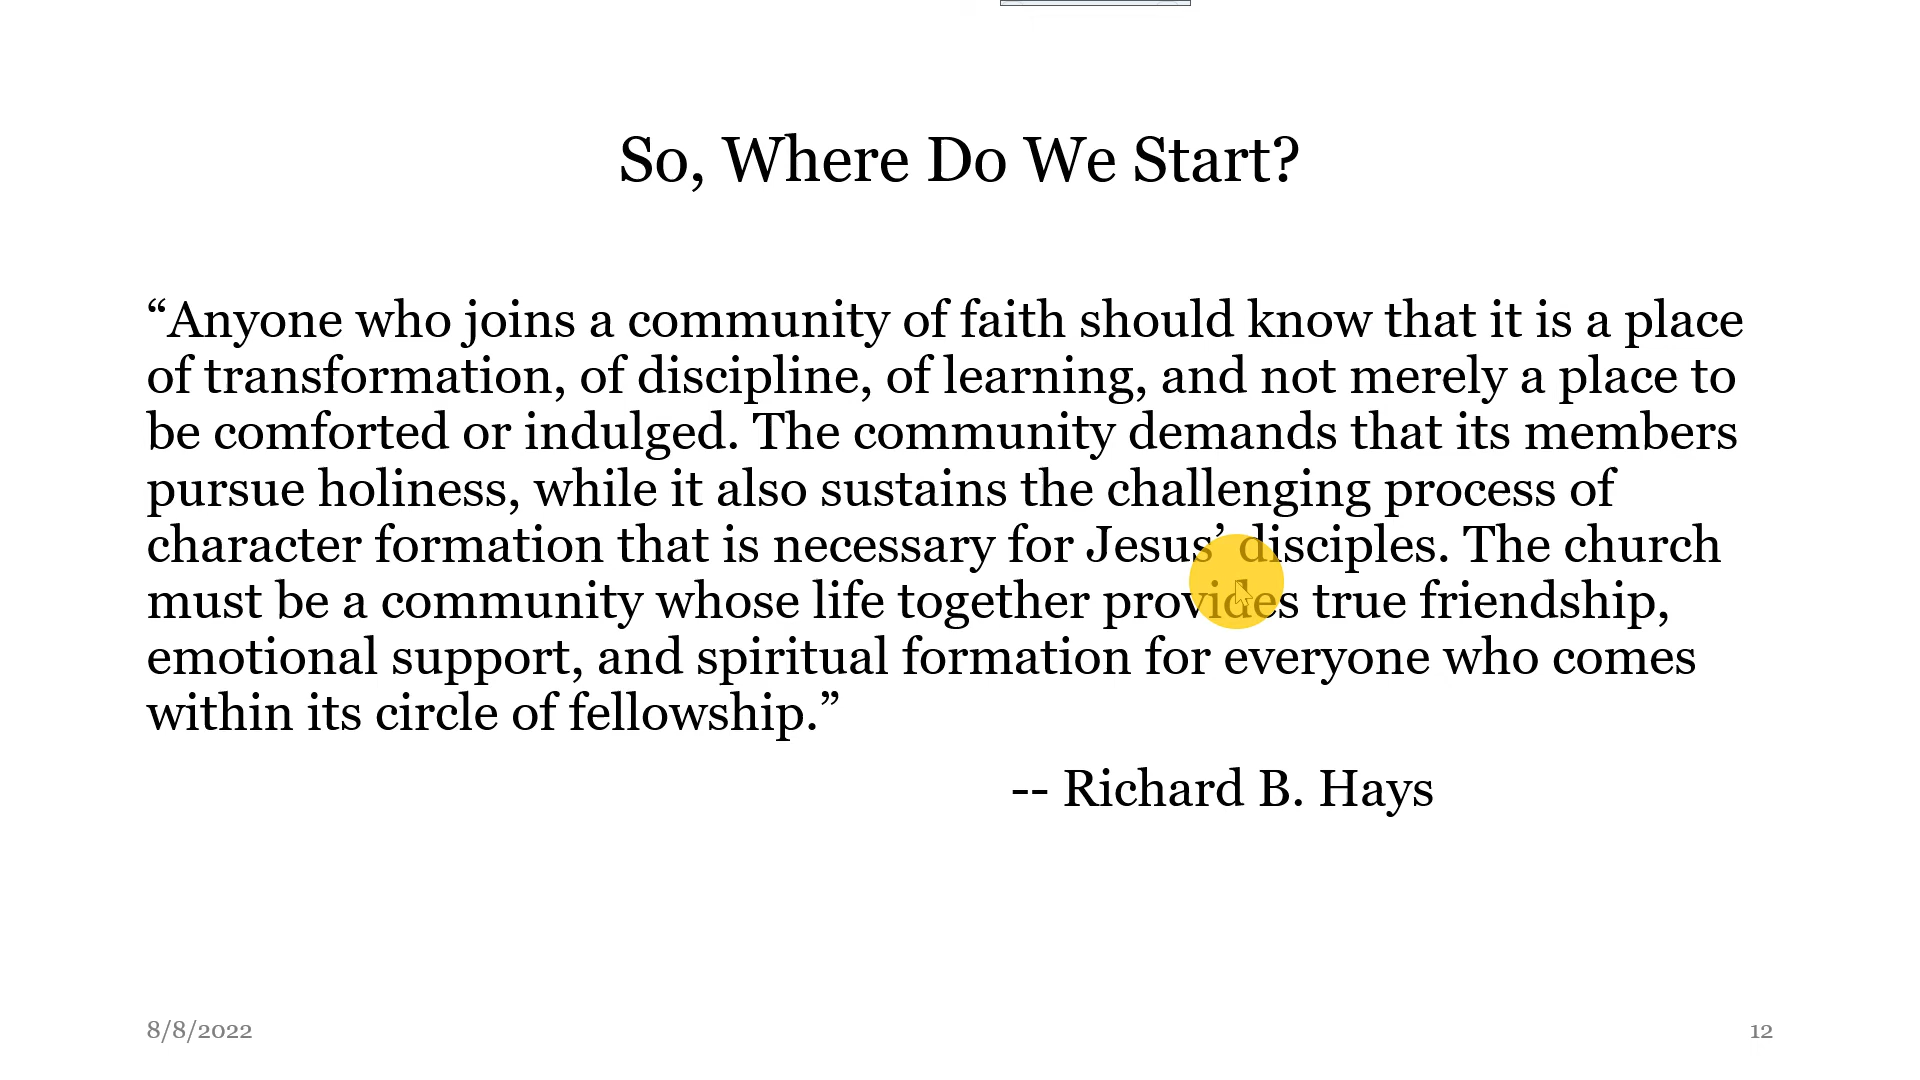 So, Where Do We Start?
“Anyone who joins a community of faith should know that it is a place
of transformation, of discipline, of learning, and not merely a place to
be comforted or indulged. The community demands that its members
pursue holiness, while it also sustains the challenging process of
character formation that is necessary for Jesus’ disciples. The church
must be a community whose life together provides true friendship,
emotional support, and spiritual formation for everyone who comes
within its circle of fellowship.”
-- Richard B. Hays
8/8/2022
12